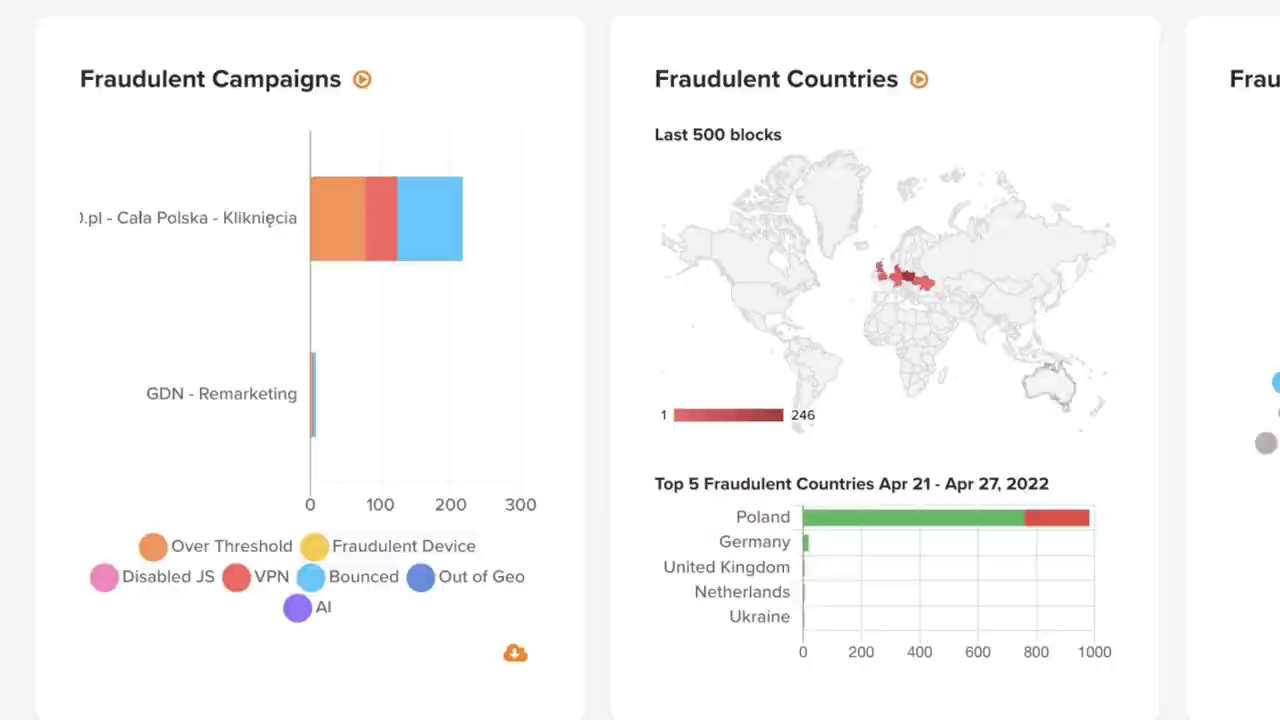 Fraudulent Campaigns
.pl - Cała Polska - Kliknięcia
GDN - Remarketing
0 100 200 300
Over Threshold Fraudulent Device
Disabled JS VPN Bounced Out of Geo
AI
Fraudulent Countries
Last 500 blocks
1 246
Top 5 Fraudulent Countries Apr 21 - Apr 27, 2022
Poland
Germany
United Kingdom
Netherlands
Ukraine
0 200 400 600 800 1000
Frau